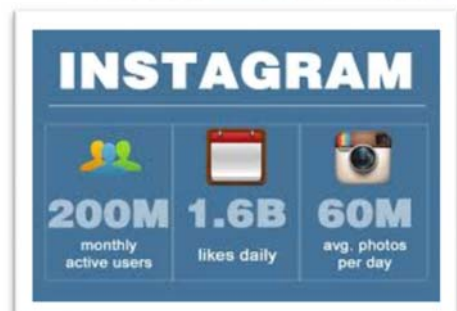 INSTAGRAM
200M
monthly
active users
1.6B
likes daily
60M
avg. photos
per day